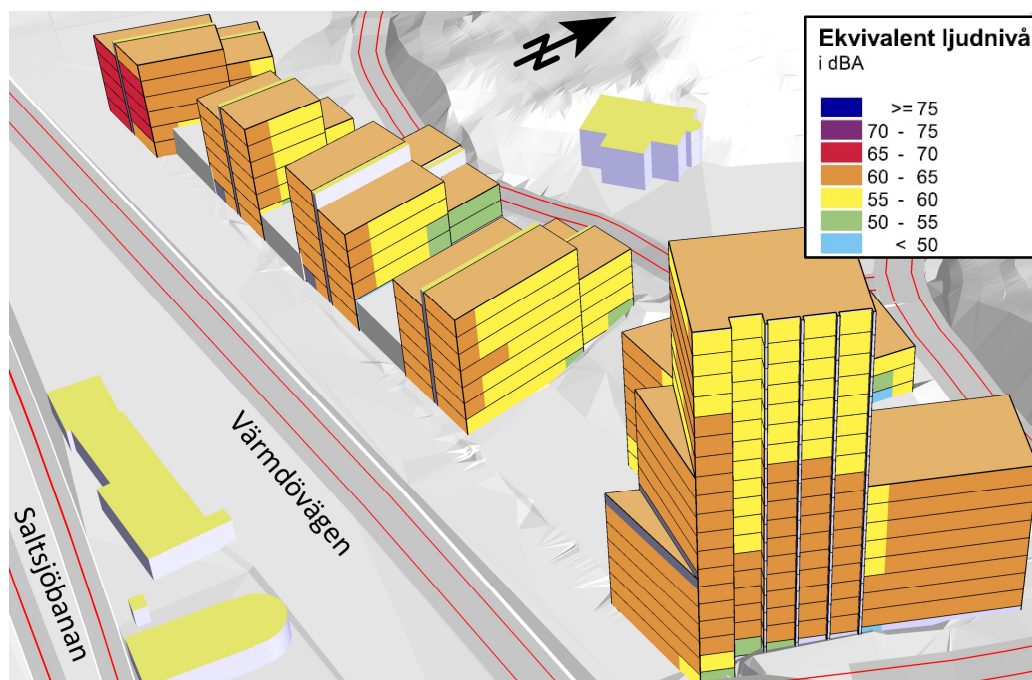 Ekvivalent ljudnivå
i dBA
>= 75
70 - 75
65 - 70
60 - 65
55 - 60
50 - 55
< 50
N
Värmdövägen
Saltsjöbanan